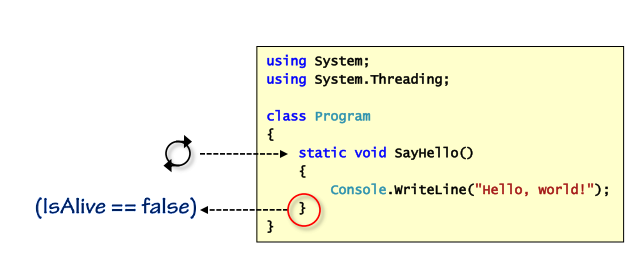 using System;
using System.Threading;
class Program
{
static void SayHello()
{
Console.WriteLine("Hello, world!");
(IsAlive == false)
}
}